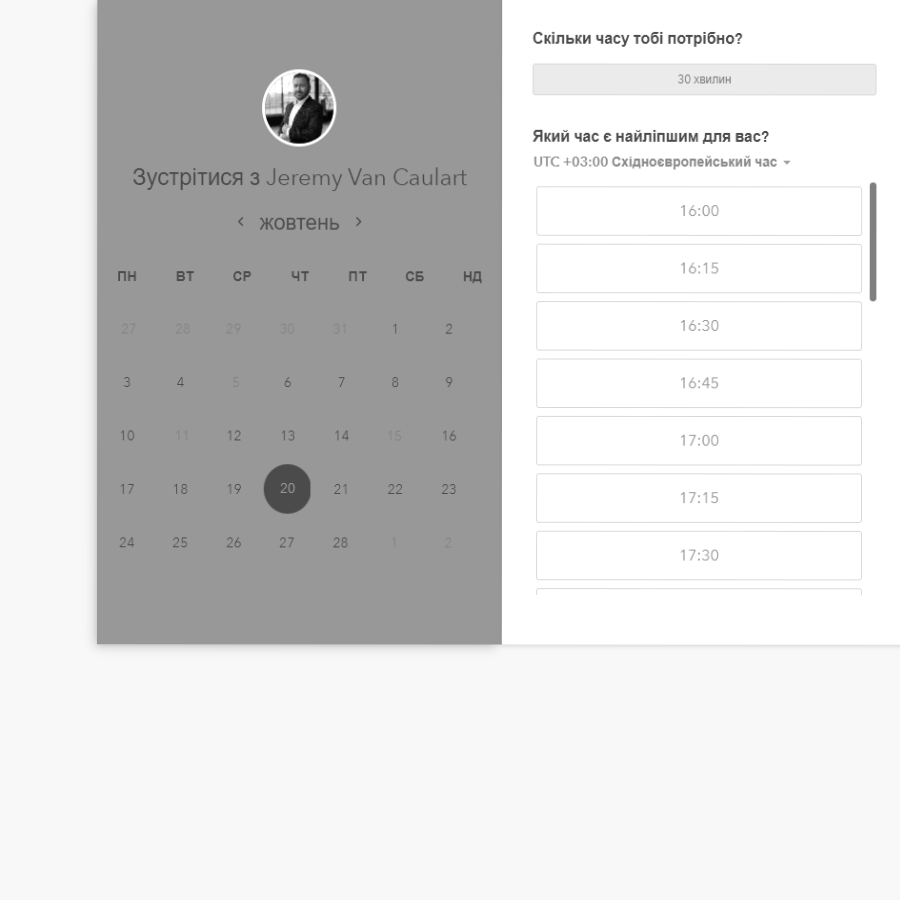 Зустрітися з Jeremy Van Caulart
жовтень
ПН ВТ СР ЧТ ПТ СБ НД
27 28 29 30 31 1 2
3 4 5 6 7 8 9
10 11 12 13 14 15 16
17 18 19 20 21 22 23
24 25 26 27 28 1 2
Скільки часу тобі потрібно?
30 хвилин
Який час є найліпшим для вас?
UTC +03:00 Східноєвропейський час
16:00
16:15
16:30
16:45
17:00
17:15
17:30